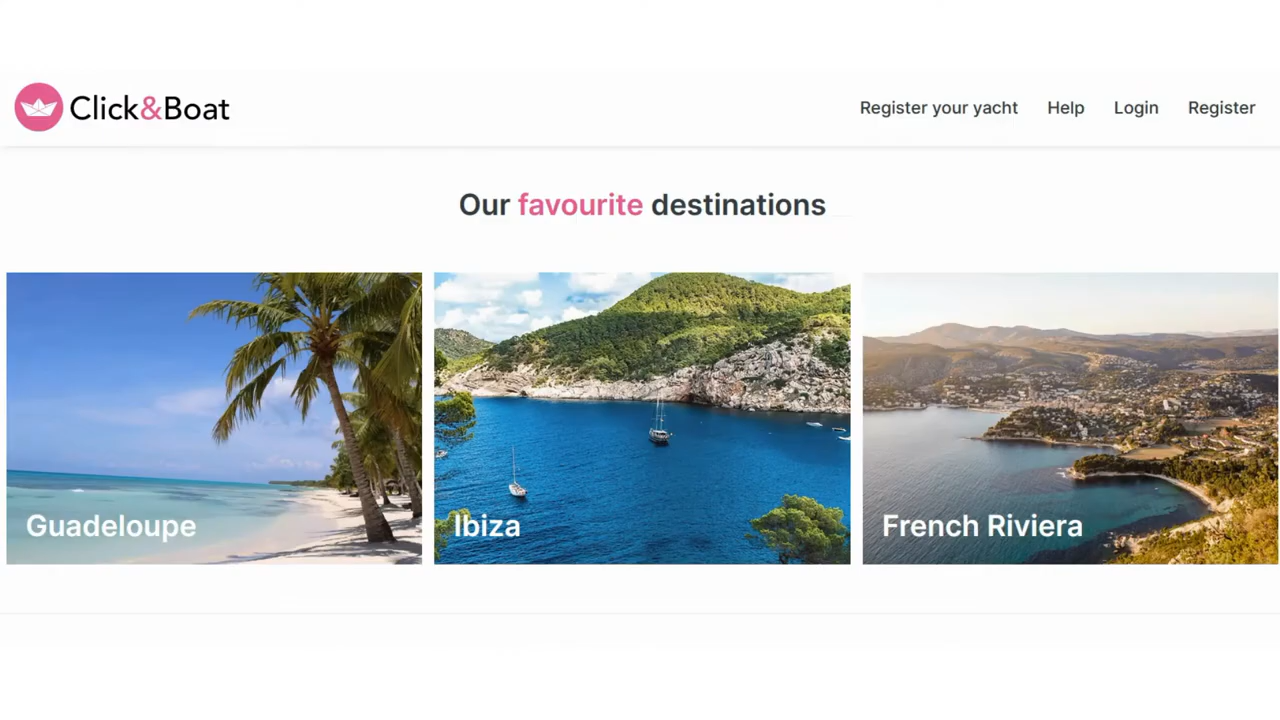 Click&Boat
Register your yacht
Help
Login
Register
Our favourite destinations
Guadeloupe
Ibiza
French Riviera